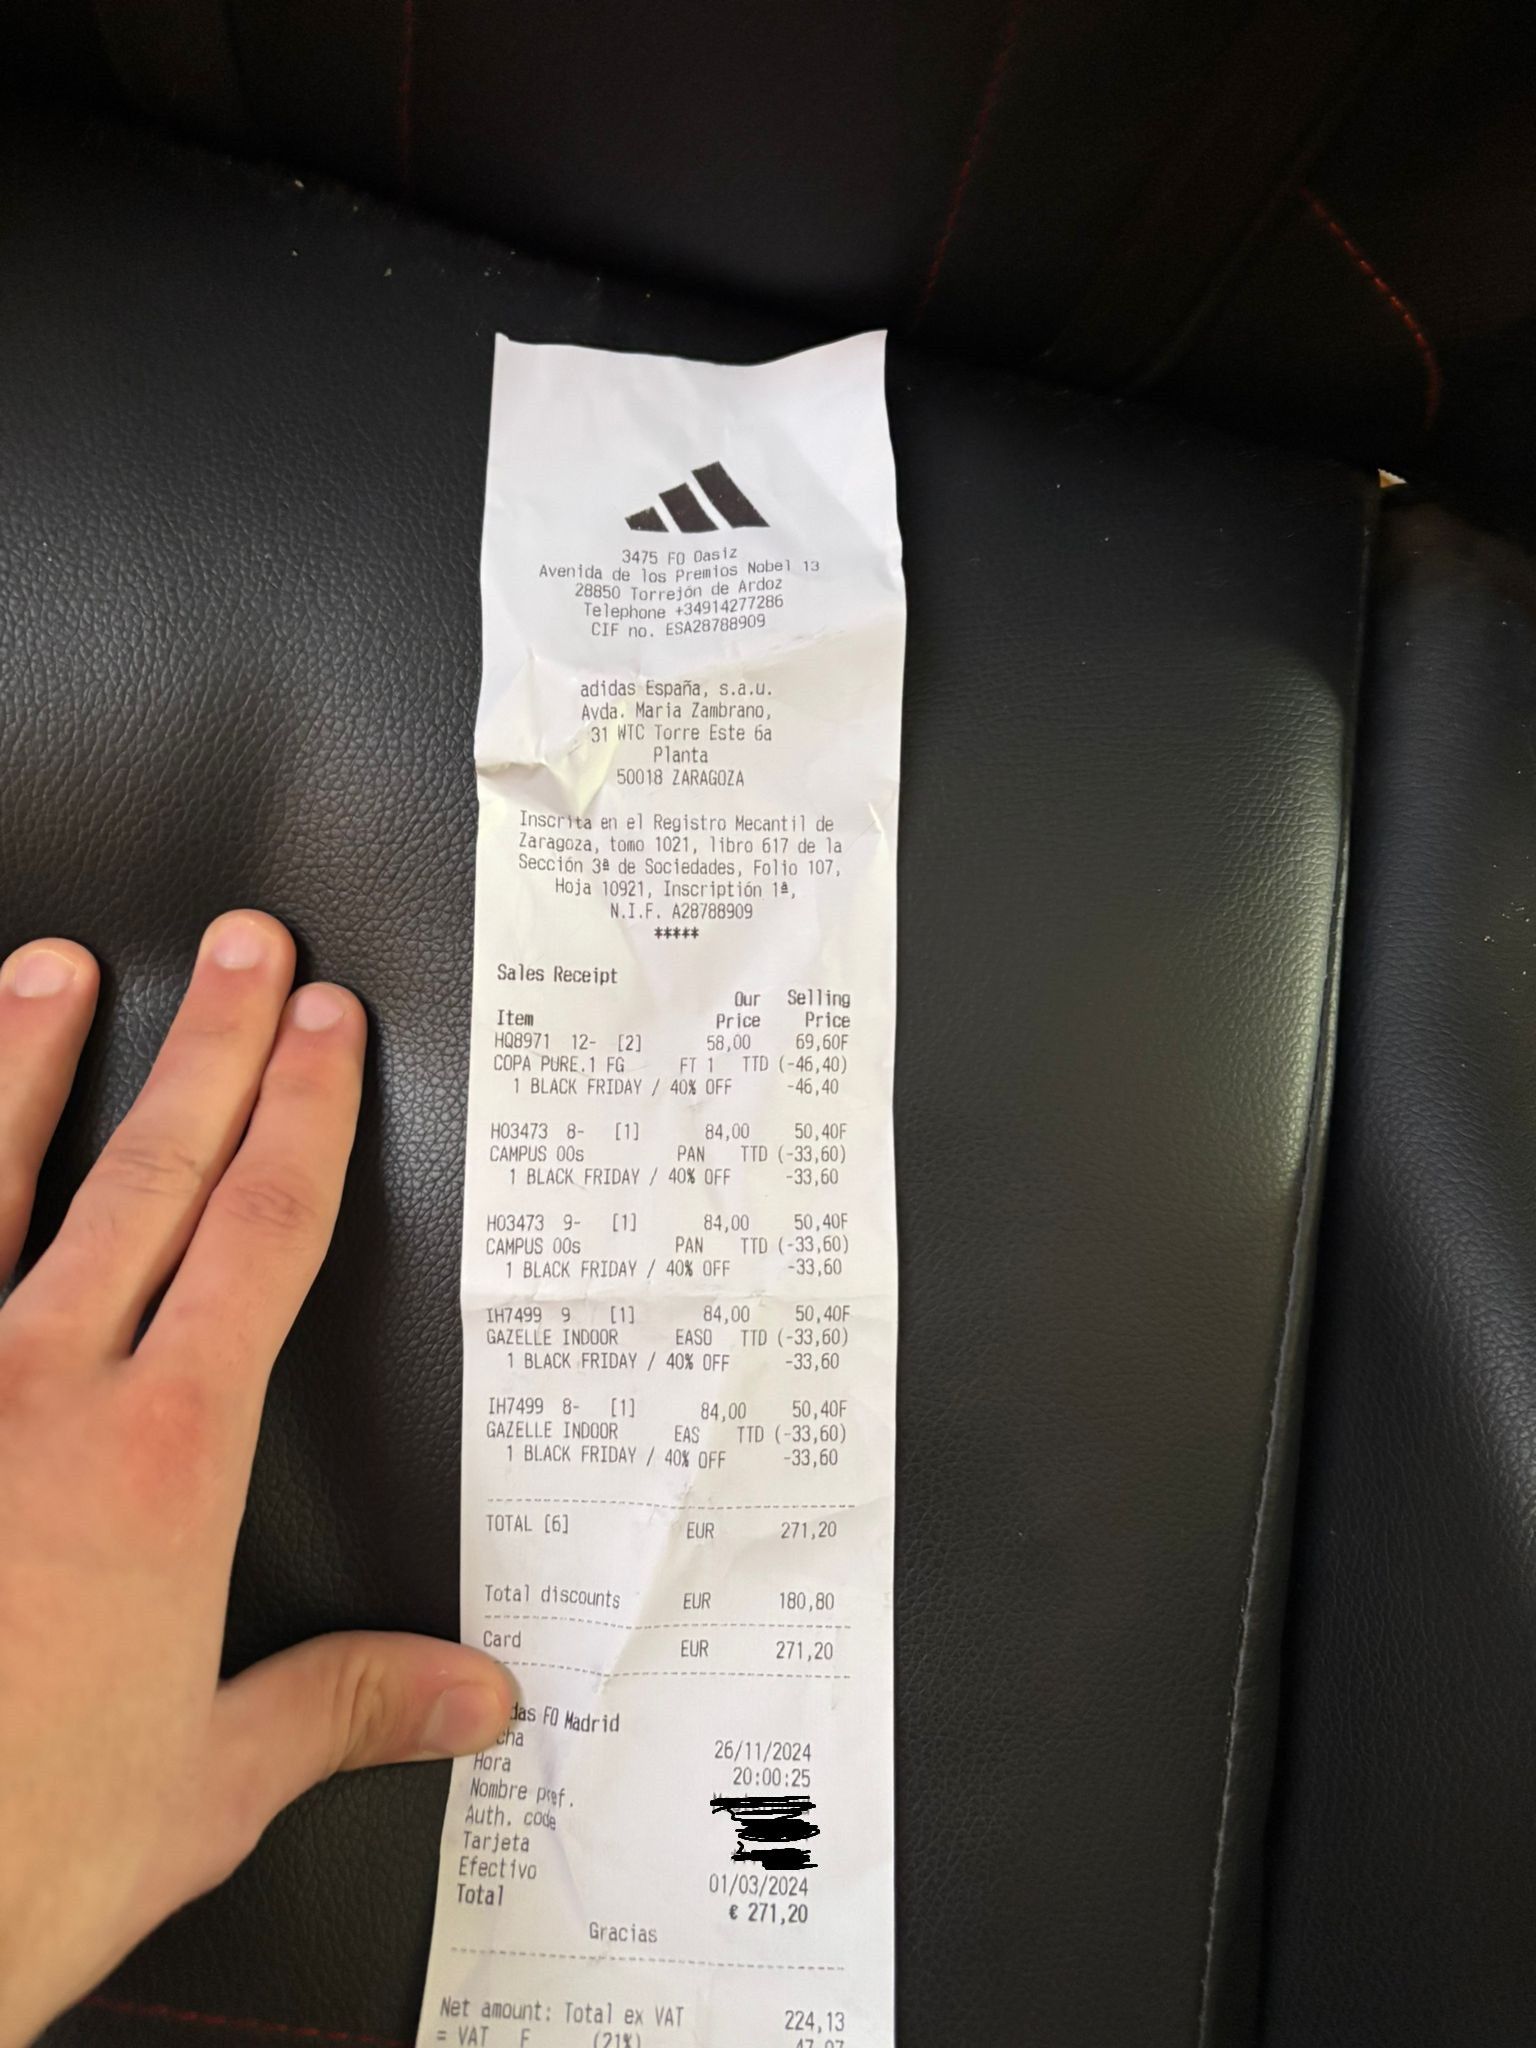 3475 FO Oasiz
Avenida de los Premios Nobel 13
28850 Torrejón de Ardoz
Telephone +34914277286
CIF no. ESA28788909
adidas España, s.a.u.
Avda. Maria Zambrano,
31 WTC Torre Este 6a
Planta
50018 ZARAGOZA
Inscrita en el Registro Mecantil de
Zaragoza, tomo 1021, libro 617 de la
Sección 3ª de Sociedades, Folio 107,
Hoja 10921, Inscriptión 1ª,
N.I.F. A28788909
*****
Sales Receipt
Our Selling
Item Price Price
HQ8971 12- [2] 58,00 69,60F
COPA PURE.1 FG FT 1 TTD (-46,40)
1 BLACK FRIDAY / 40% OFF -46,40
H03473 8- [1] 84,00 50,40F
CAMPUS 00s PAN TTD (-33,60)
1 BLACK FRIDAY / 40% OFF -33,60
H03473 9- [1] 84,00 50,40F
CAMPUS 00s PAN TTD (-33,60)
1 BLACK FRIDAY / 40% OFF -33,60
IH7499 9 [1] 84,00 50,40F
GAZELLE INDOOR EASO TTD (-33,60)
1 BLACK FRIDAY / 40% OFF -33,60
IH7499 8- [1] 84,00 50,40F
GAZELLE INDOOR EAS TTD (-33,60)
1 BLACK FRIDAY / 40% OFF -33,60
TOTAL [6] EUR 271,20
Total discounts EUR 180,80
Card EUR 271,20
das FO Madrid
cha 26/11/2024
Hora 20:00:25
Nombre pref.
Auth. code
Tarjeta
Efectivo 01/03/2024
Total € 271,20
Gracias
Net amount: Total ex VAT 224,13
= VAT F (21%) 47,07